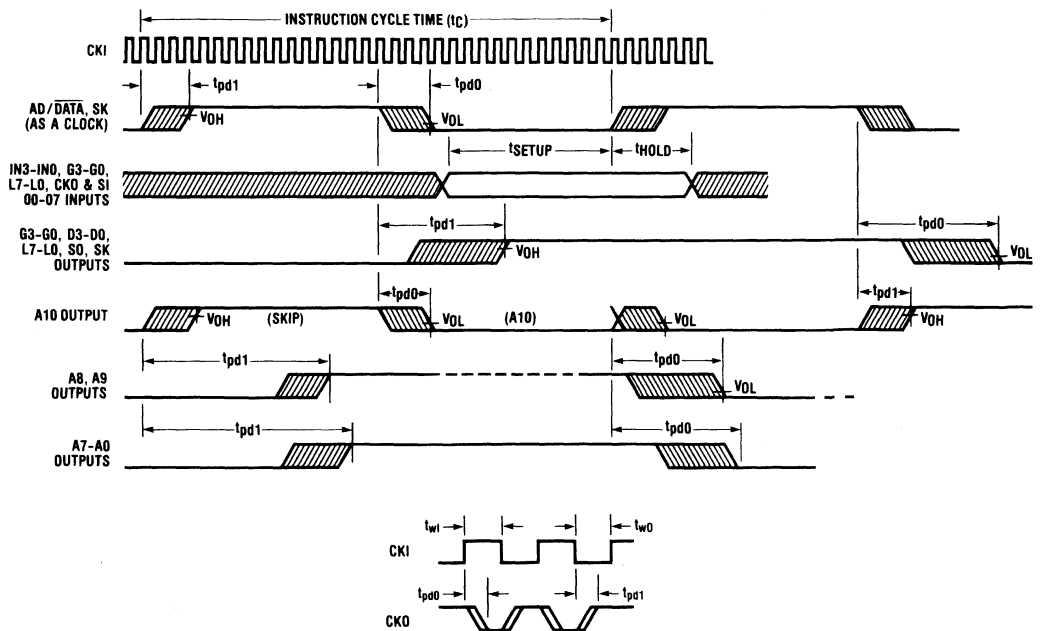 INSTRUCTION CYCLE TIME (tC)
CKI
tpd1
tpd0
AD/DATA, SK
(AS A CLOCK)
VOH
VOL
tSETUP
tHOLD
IN3-IN0, G3-G0,
L7-L0, CKO & SI
00-07 INPUTS
tpd1
tpd0
G3-G0, D3-D0,
L7-L0, SO, SK
OUTPUTS
VOH
VOL
tpd0
tpd1
A10 OUTPUT
VOH
(SKIP)
VOL
(A10)
VOL
VOH
tpd1
tpd0
A8, A9
OUTPUTS
VOL
tpd1
tpd0
A7-A0
OUTPUTS
twI
tw0
CKI
tpd0
tpd1
CKO